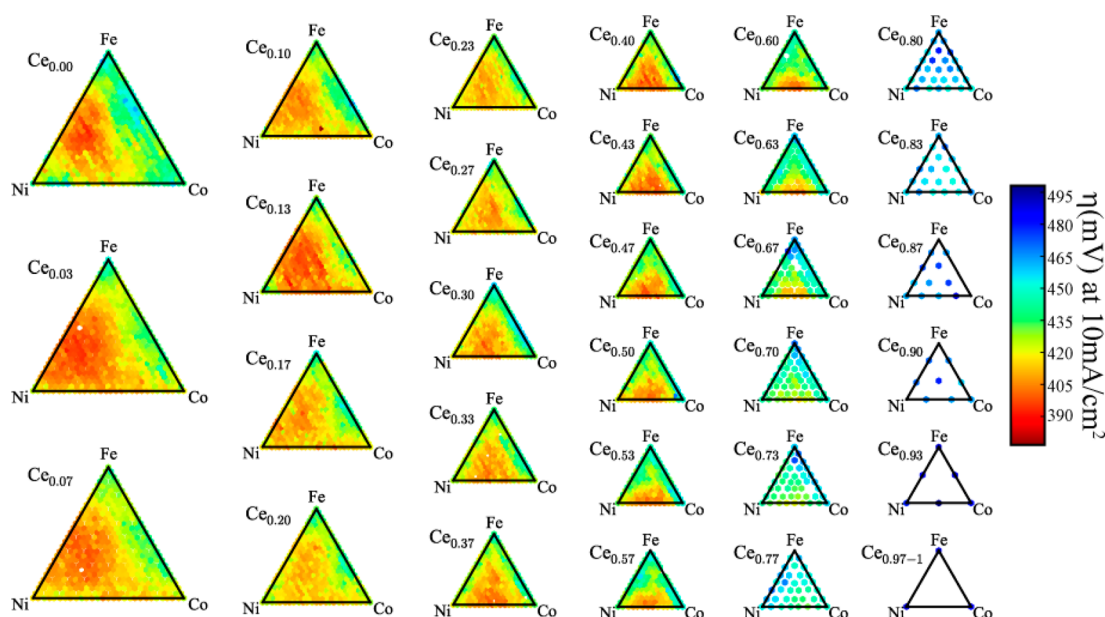 Fe
Ce0.00
Ni
Co
Fe
Ce0.03
Ni
Co
Fe
Ce0.07
Ni
Co
Fe
Ce0.10
Ni
Co
Fe
Ce0.13
Ni
Co
Fe
Ce0.17
Ni
Co
Fe
Ce0.20
Ni
Co
Fe
Ce0.23
Ni
Co
Fe
Ce0.27
Ni
Co
Fe
Ce0.30
Ni
Co
Fe
Ce0.33
Ni
Co
Fe
Ce0.37
Ni
Co
Fe
Ce0.40
Ni
Co
Fe
Ce0.43
Ni
Co
Fe
Ce0.47
Ni
Co
Fe
Ce0.50
Ni
Co
Fe
Ce0.53
Ni
Co
Fe
Ce0.57
Ni
Co
Fe
Ce0.60
Ni
Co
Fe
Ce0.63
Ni
Co
Fe
Ce0.67
Ni
Co
Fe
Ce0.70
Ni
Co
Fe
Ce0.73
Ni
Co
Fe
Ce0.77
Ni
Co
Fe
Ce0.80
Ni
Co
Fe
Ce0.83
Ni
Co
Fe
Ce0.87
Ni
Co
Fe
Ce0.90
Ni
Co
Fe
Ce0.93
Ni
Co
Fe
Ce0.97−1
Ni
Co
495
480
465
450
435
420
405
390
η(mV) at 10mA/cm²